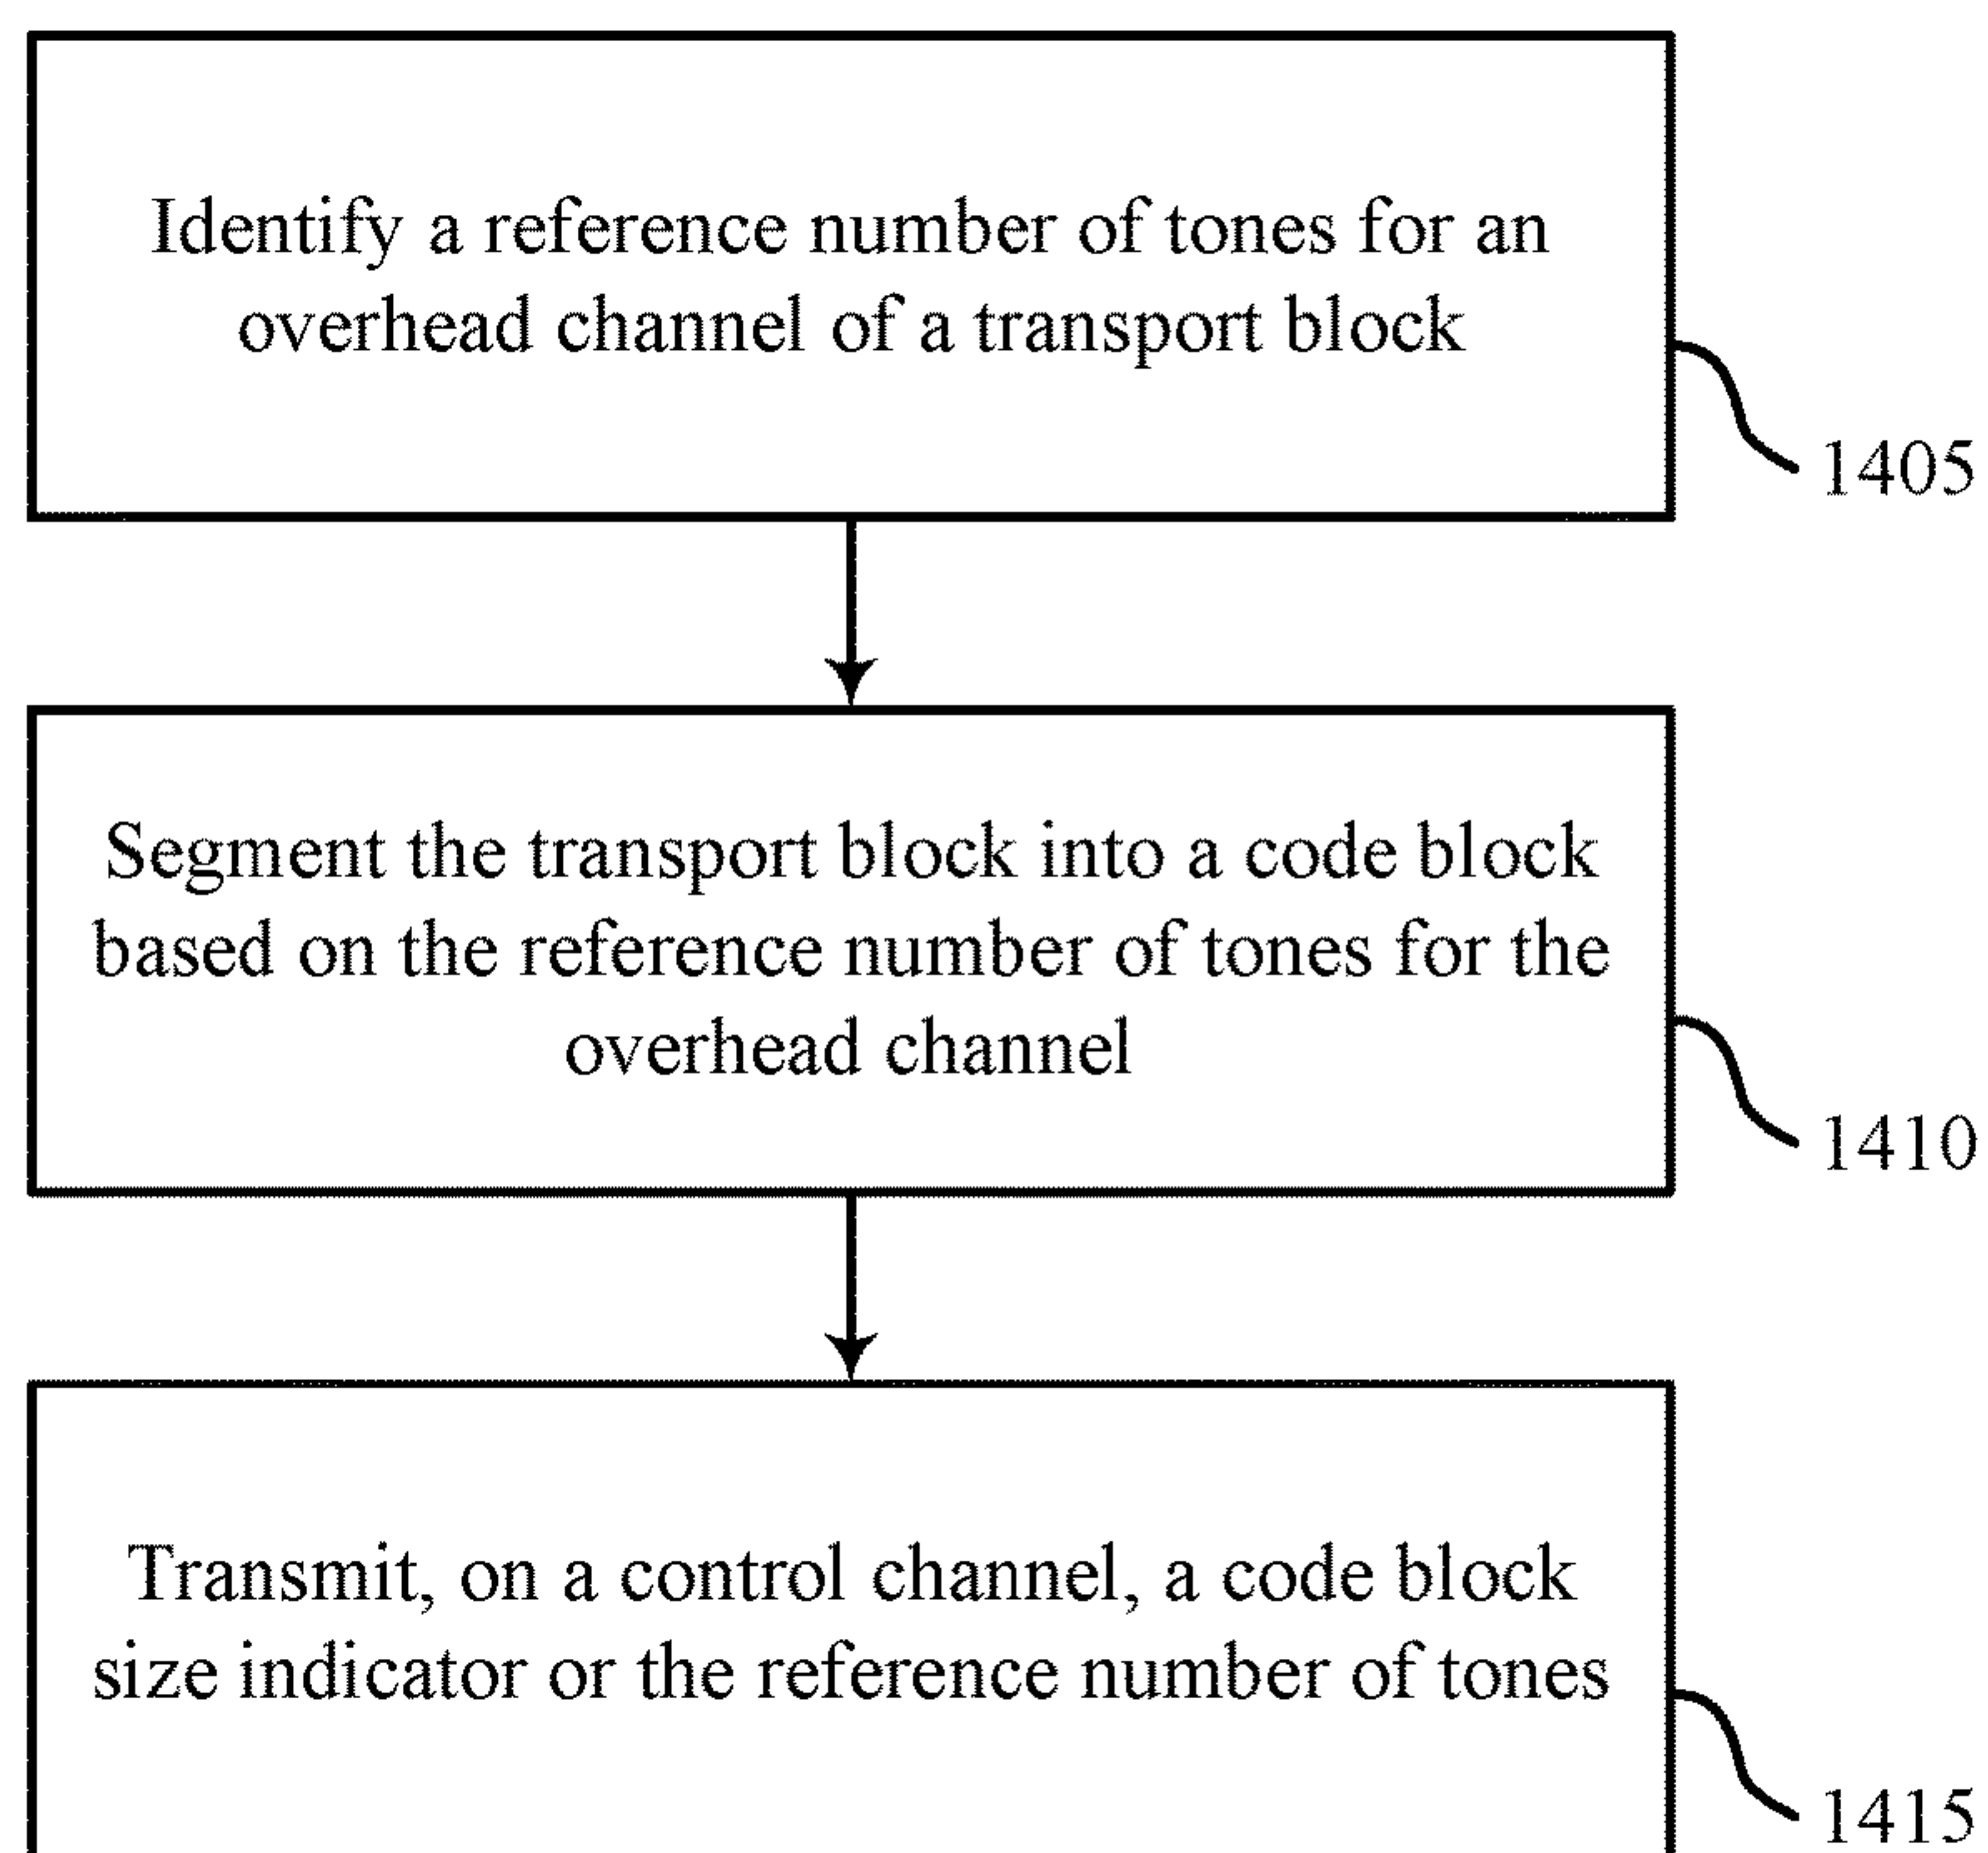 Identify a reference number of tones for an
overhead channel of a transport block
1405
Segment the transport block into a code block
based on the reference number of tones for the
overhead channel
1410
Transmit, on a control channel, a code block
size indicator or the reference number of tones
1415